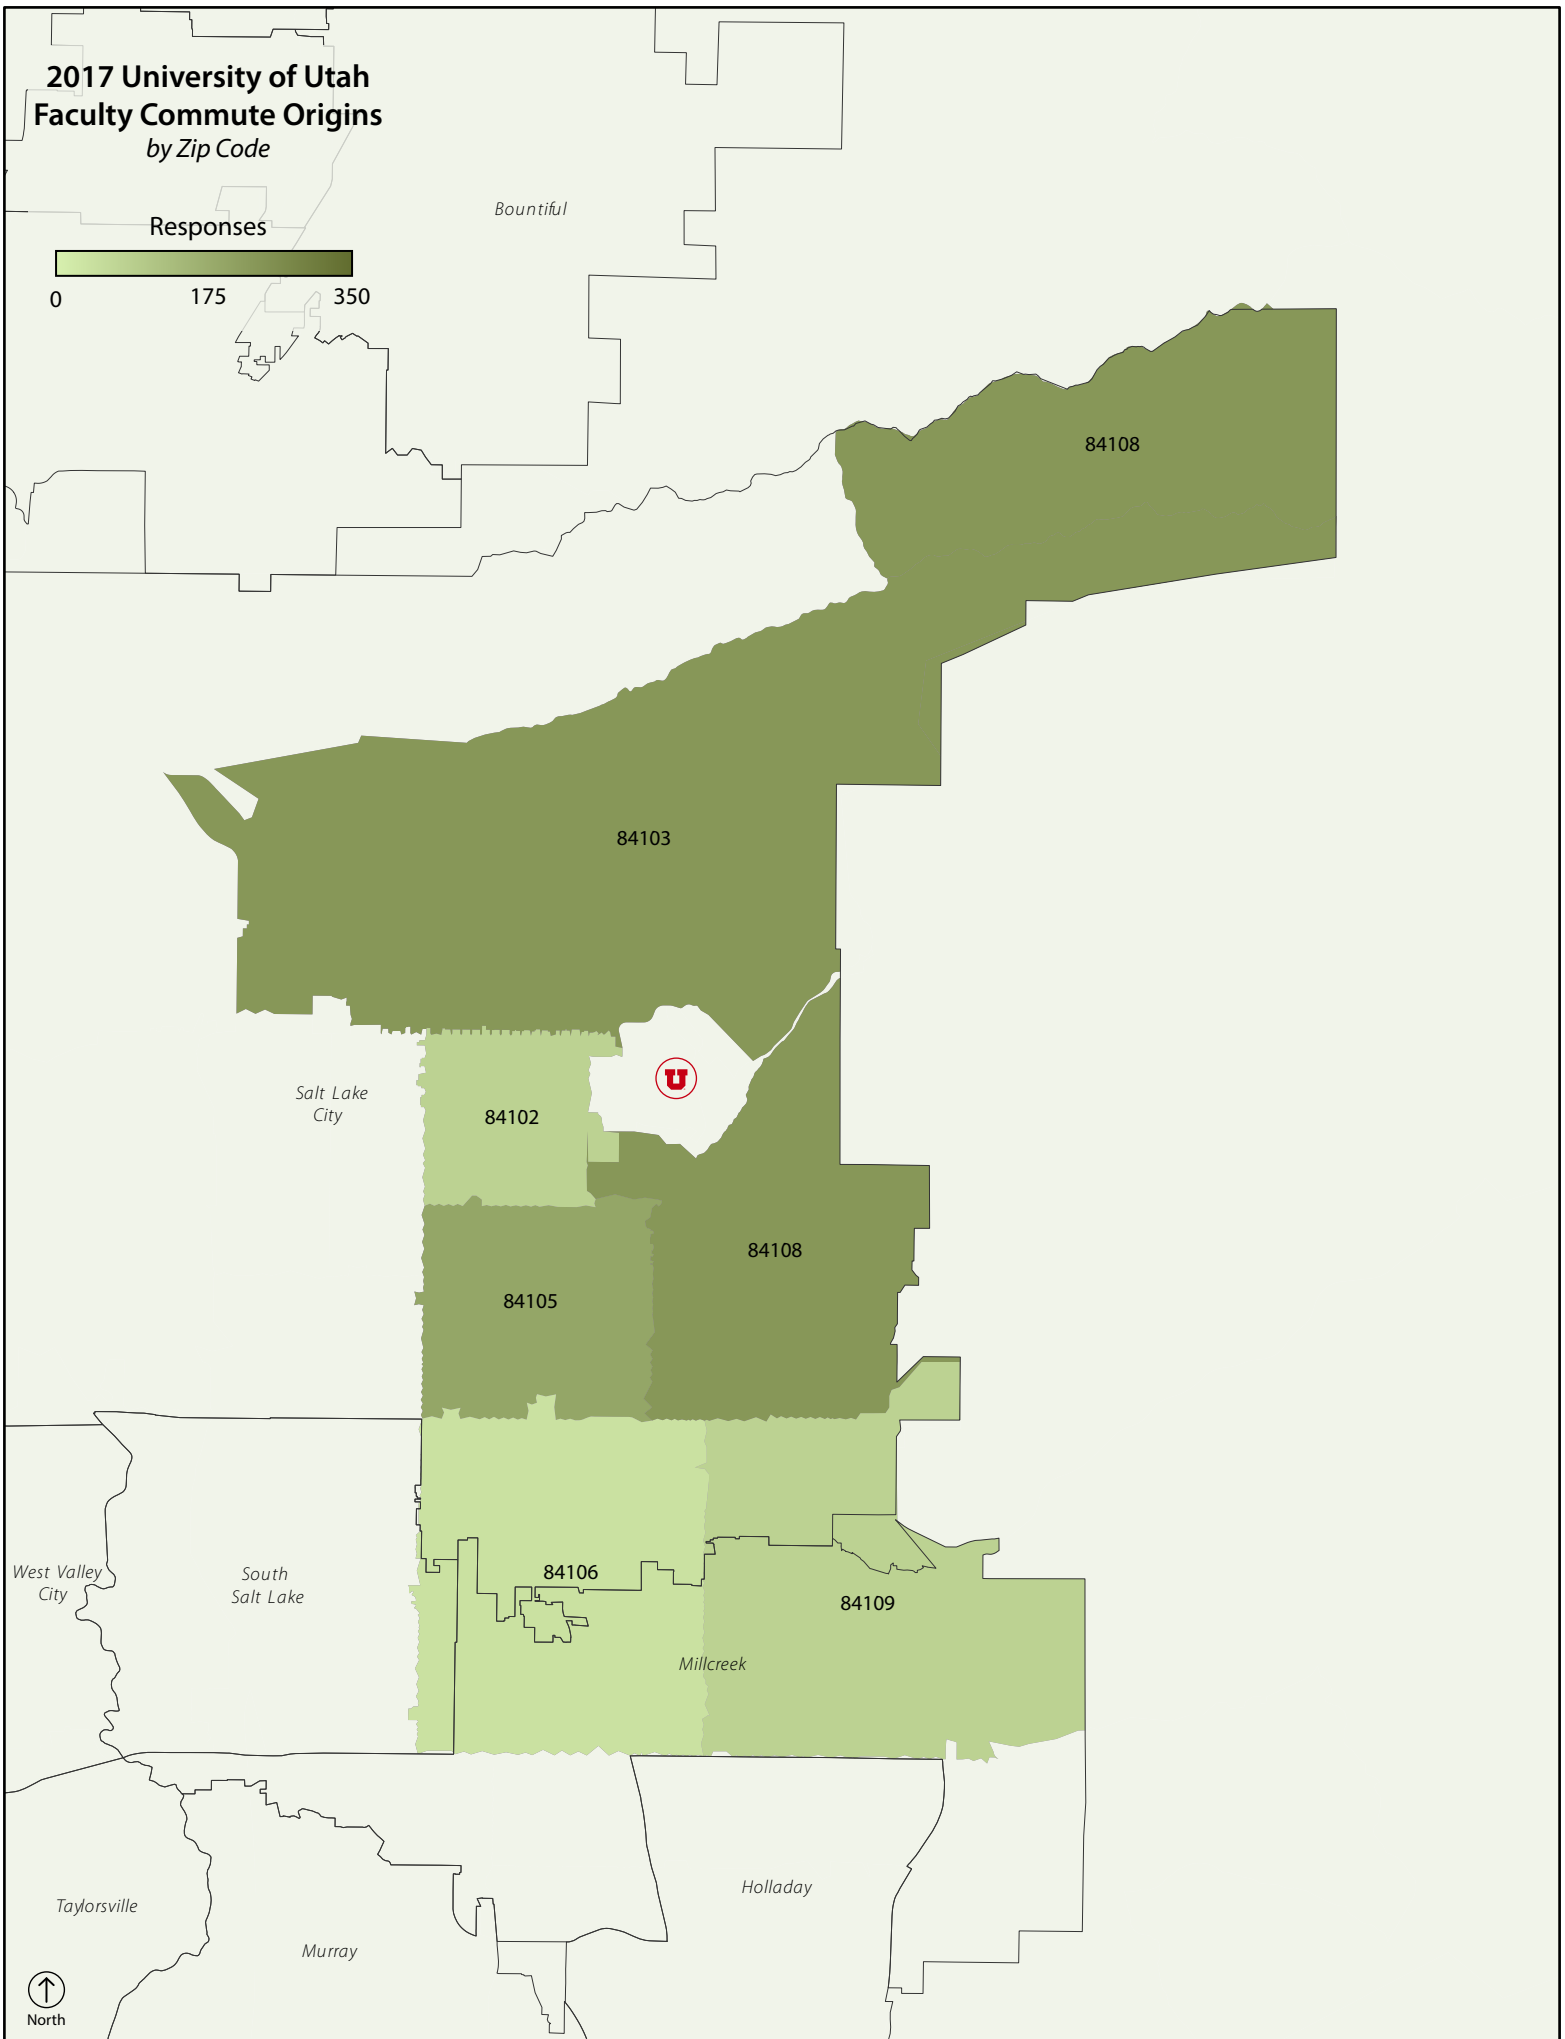 2017 University of Utah
Faculty Commute Origins
by Zip Code
Bountiful
Responses
0 175 350
84108
84103
Salt Lake
City
U
84102
84108
84105
West Valley
City
South
Salt Lake
84106
84109
Millcreek
Holladay
Taylorsville
Murray
North